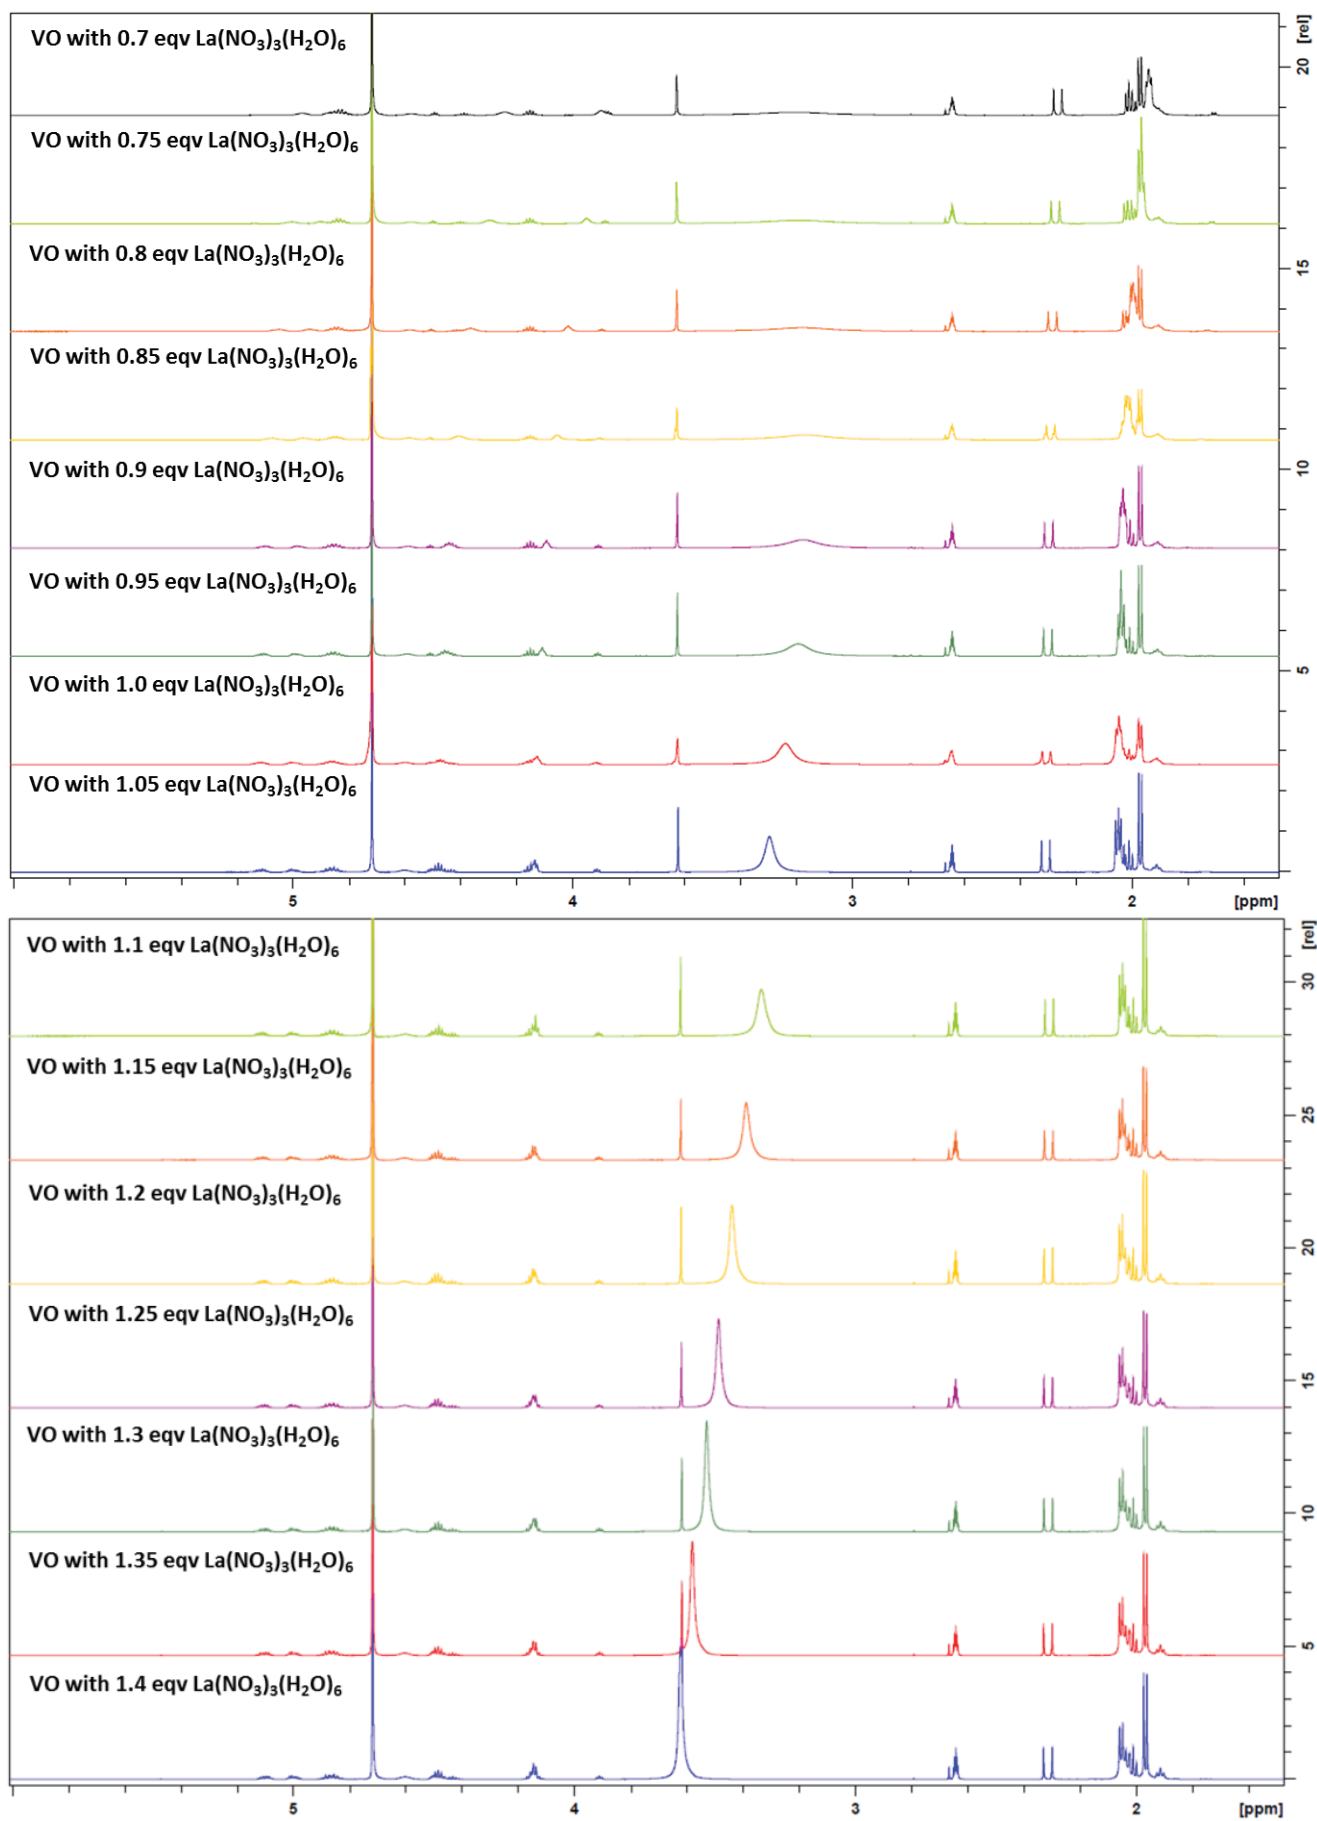 VO with 0.7 eqv La(NO₃)₃(H₂O)₆
[rel]
20
VO with 0.75 eqv La(NO₃)₃(H₂O)₆
VO with 0.8 eqv La(NO₃)₃(H₂O)₆
15
VO with 0.85 eqv La(NO₃)₃(H₂O)₆
VO with 0.9 eqv La(NO₃)₃(H₂O)₆
10
VO with 0.95 eqv La(NO₃)₃(H₂O)₆
VO with 1.0 eqv La(NO₃)₃(H₂O)₆
5
VO with 1.05 eqv La(NO₃)₃(H₂O)₆
5 4 3 2 [ppm]
VO with 1.1 eqv La(NO₃)₃(H₂O)₆
[rel]
30
VO with 1.15 eqv La(NO₃)₃(H₂O)₆
25
VO with 1.2 eqv La(NO₃)₃(H₂O)₆
20
VO with 1.25 eqv La(NO₃)₃(H₂O)₆
15
VO with 1.3 eqv La(NO₃)₃(H₂O)₆
10
VO with 1.35 eqv La(NO₃)₃(H₂O)₆
5
VO with 1.4 eqv La(NO₃)₃(H₂O)₆
5 4 3 2 [ppm]